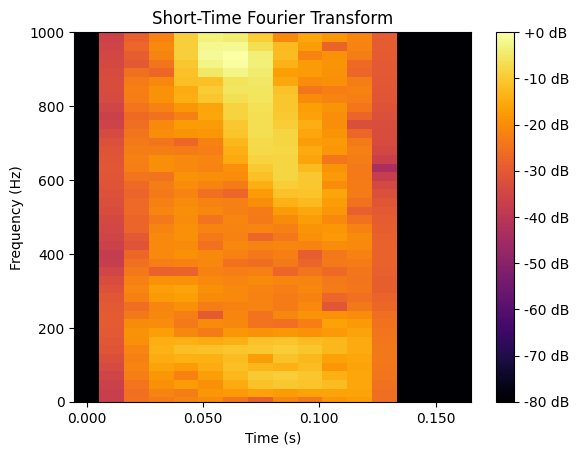 Short-Time Fourier Transform
1000
800
600
400
200
0
Frequency (Hz)
0.000
0.050
0.100
0.150
Time (s)
+0 dB
-10 dB
-20 dB
-30 dB
-40 dB
-50 dB
-60 dB
-70 dB
-80 dB